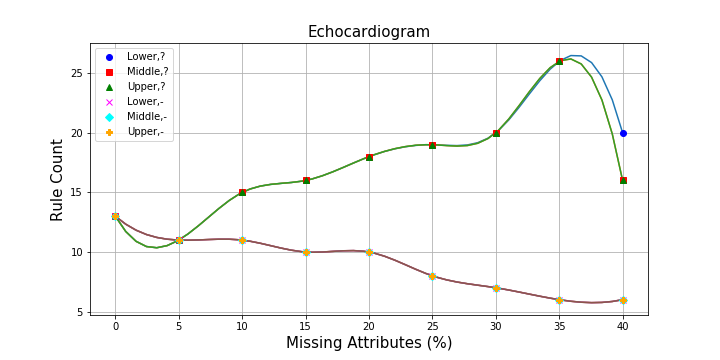 Echocardiogram
Lower,?
Middle,?
Upper,?
Lower,-
Middle,-
Upper,-
Rule Count
25
20
15
10
5
0 5 10 15 20 25 30 35 40
Missing Attributes (%)